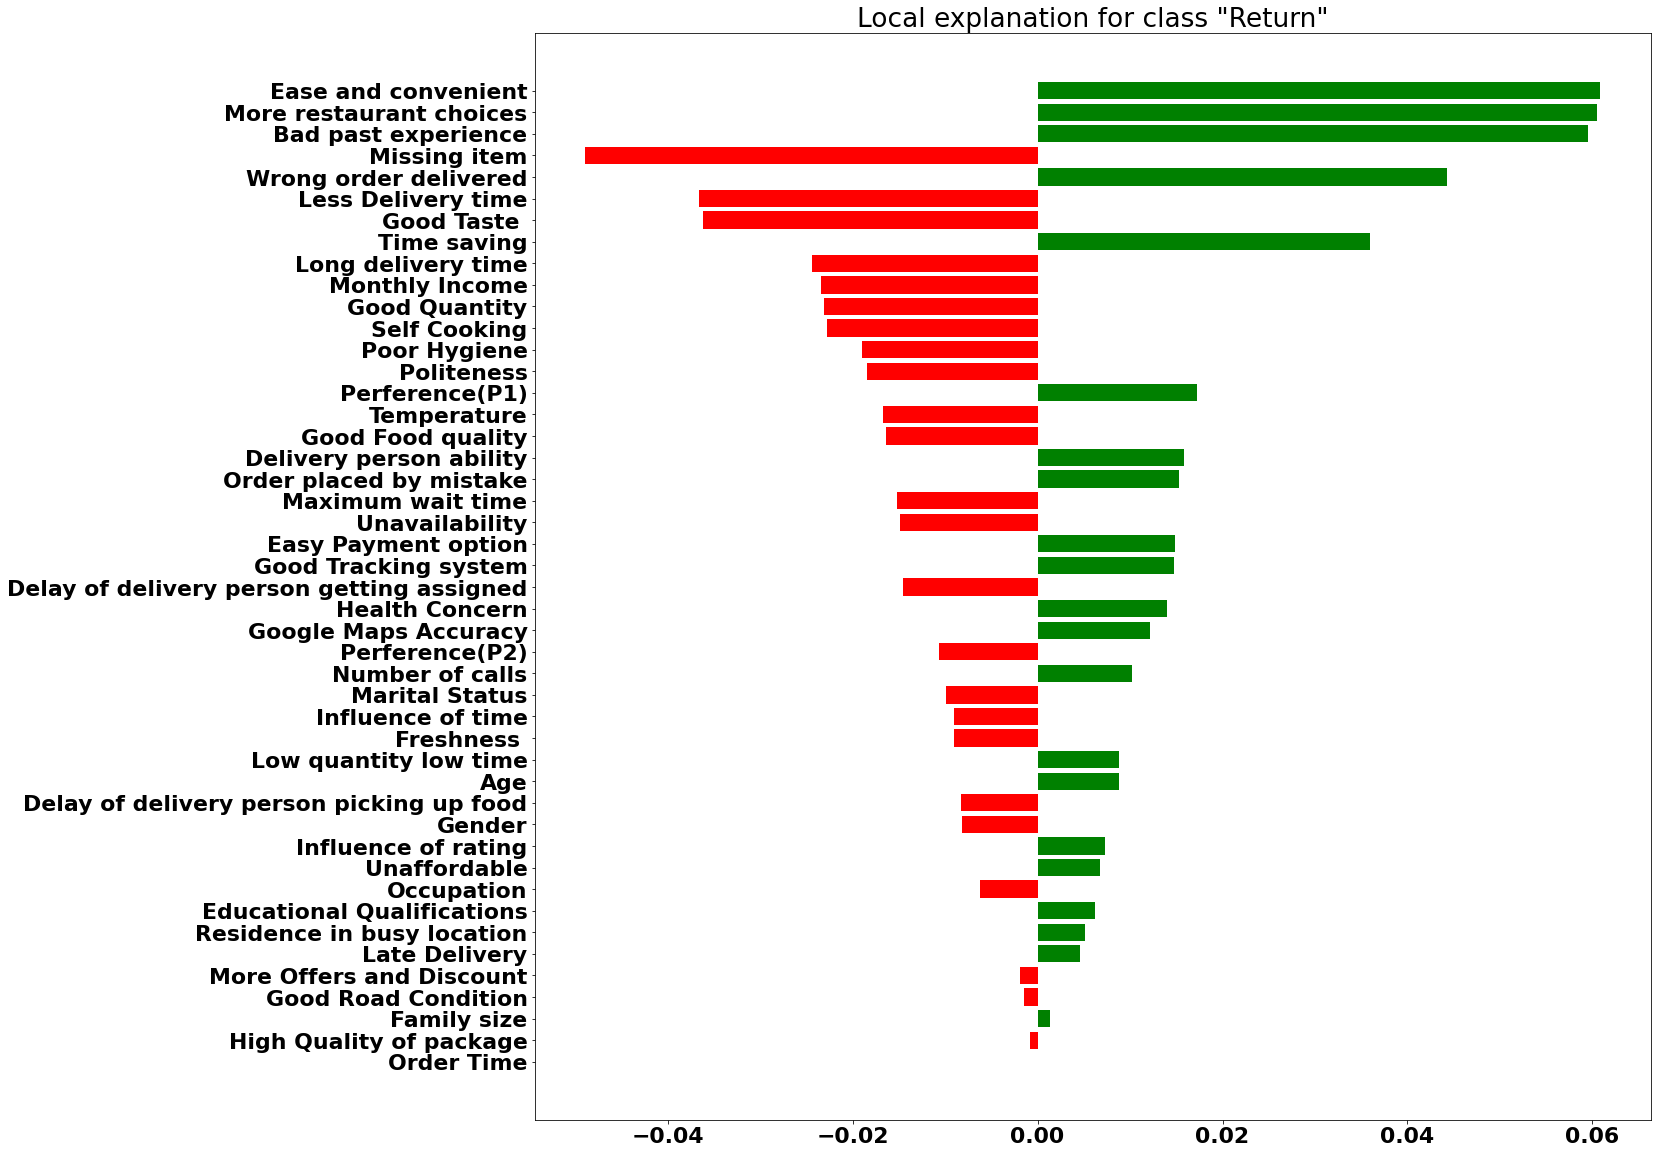 Local explanation for class "Return"
Ease and convenient
More restaurant choices
Bad past experience
Missing item
Wrong order delivered
Less Delivery time
Good Taste
Time saving
Long delivery time
Monthly Income
Good Quantity
Self Cooking
Poor Hygiene
Politeness
Perference(P1)
Temperature
Good Food quality
Delivery person ability
Order placed by mistake
Maximum wait time
Unavailability
Easy Payment option
Good Tracking system
Delay of delivery person getting assigned
Health Concern
Google Maps Accuracy
Perference(P2)
Number of calls
Marital Status
Influence of time
Freshness
Low quantity low time
Age
Delay of delivery person picking up food
Gender
Influence of rating
Unaffordable
Occupation
Educational Qualifications
Residence in busy location
Late Delivery
More Offers and Discount
Good Road Condition
Family size
High Quality of package
Order Time
−0.04 −0.02 0.00 0.02 0.04 0.06